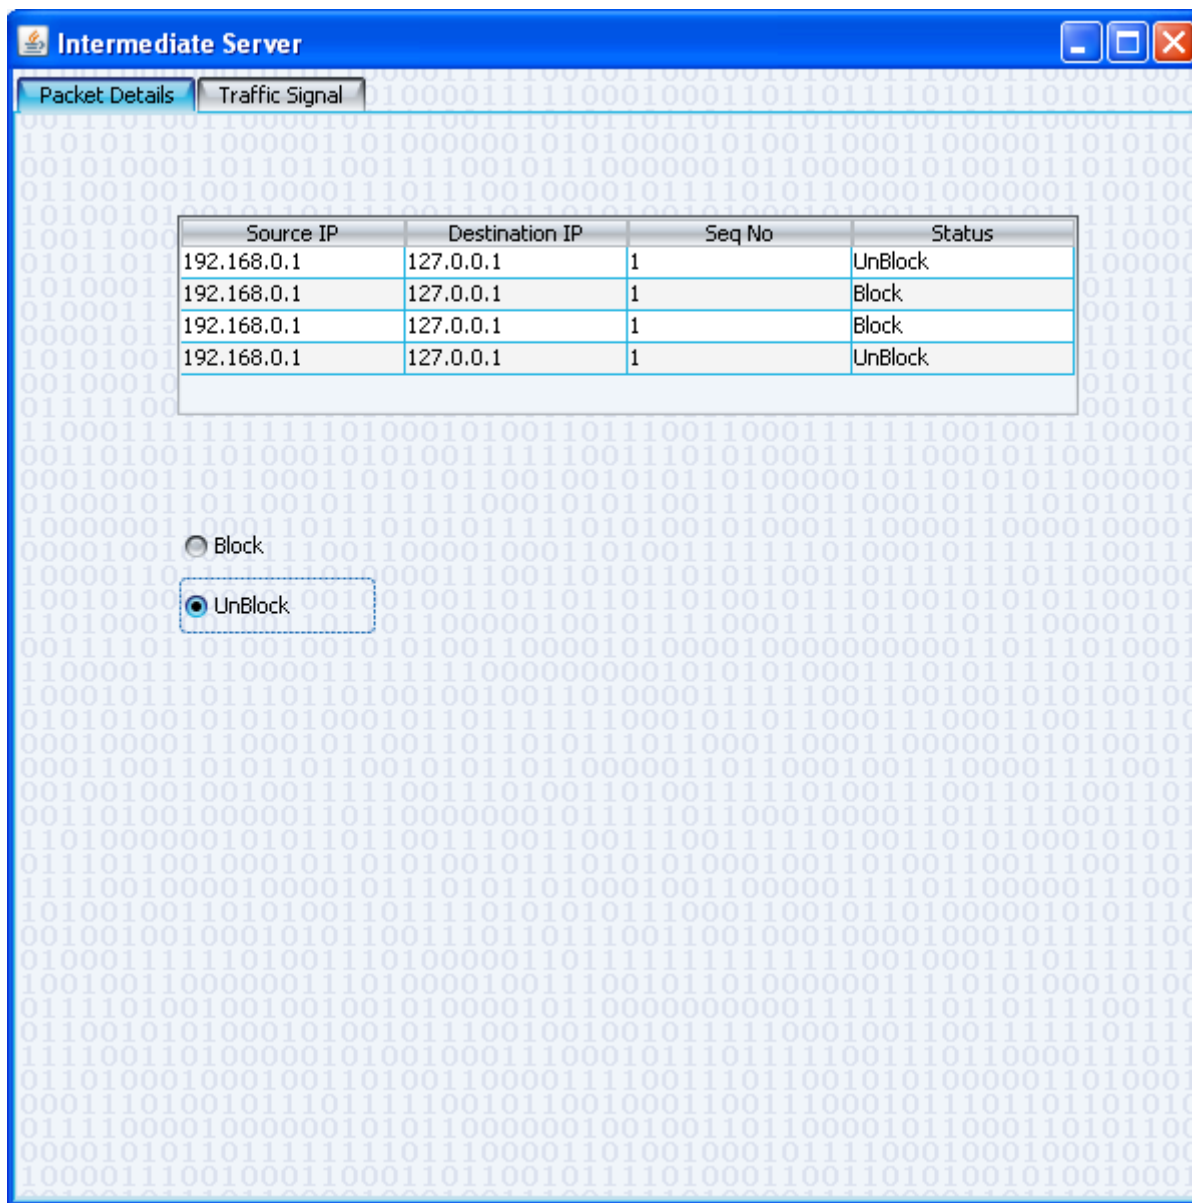 Intermediate Server
Packet Details Traffic Signal
Source IP Destination IP Seq No Status
192.168.0.1 127.0.0.1 1 UnBlock
192.168.0.1 127.0.0.1 1 Block
192.168.0.1 127.0.0.1 1 Block
192.168.0.1 127.0.0.1 1 UnBlock
Block
UnBlock